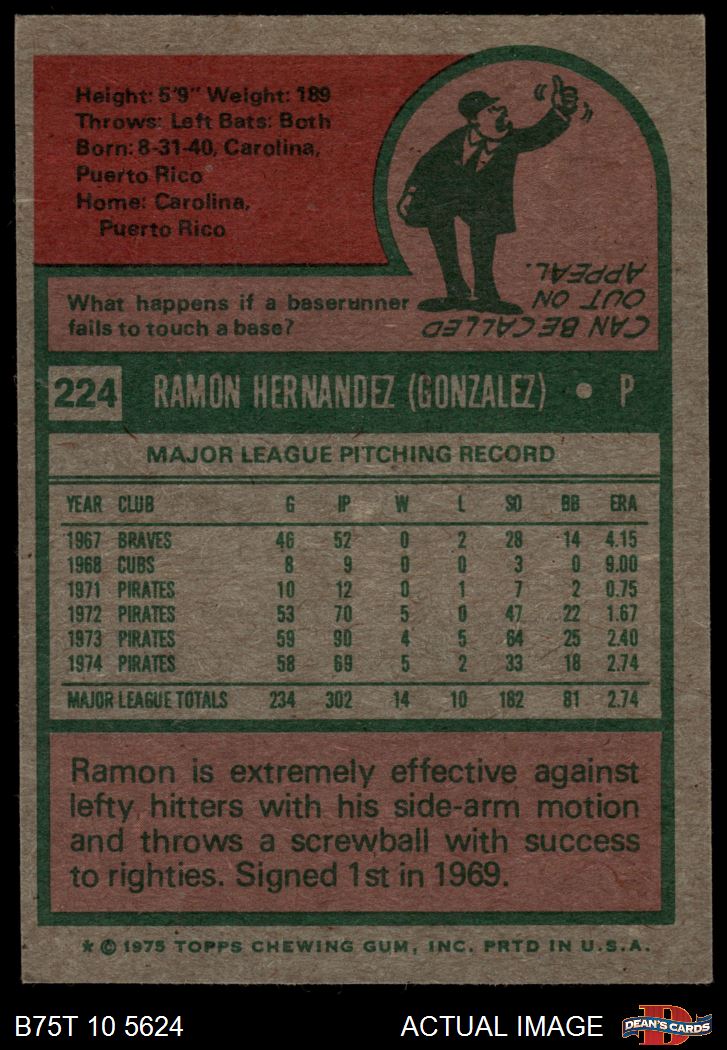 Height: 5'9" Weight: 189
Throws: Left Bats: Both
Born: 8-31-40, Carolina,
Puerto Rico
Home: Carolina,
Puerto Rico
What happens if a baserunner
fails to touch a base?
CAN BE CALLED
OUT ON
APPEAL.
224 RAMON HERNANDEZ (GONZALEZ) • P
MAJOR LEAGUE PITCHING RECORD
YEAR CLUB G IP W L SO BB ERA
1967 BRAVES 46 52 0 2 28 14 4.15
1968 CUBS 8 9 0 0 3 0 9.00
1971 PIRATES 10 12 0 1 7 2 0.75
1972 PIRATES 53 70 5 0 47 22 1.67
1973 PIRATES 59 90 4 5 64 25 2.40
1974 PIRATES 58 69 5 2 33 18 2.74
MAJOR LEAGUE TOTALS 234 302 14 10 182 81 2.74
Ramon is extremely effective against
lefty hitters with his side-arm motion
and throws a screwball with success
to righties. Signed 1st in 1969.
* © 1975 TOPPS CHEWING GUM, INC. PRTD IN U.S.A.
B75T 10 5624 ACTUAL IMAGE D DEAN'S CARDS